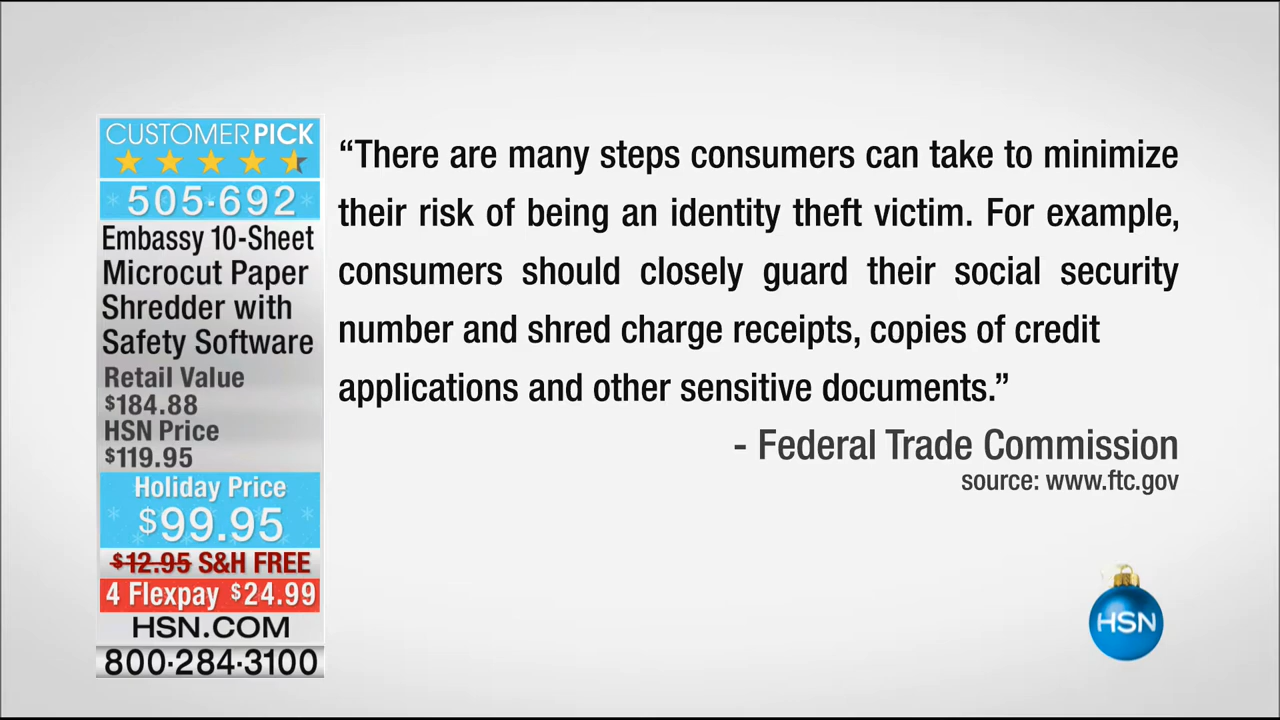 CUSTOMERPICK
505·692
Embassy 10-Sheet
Microcut Paper
Shredder with
Safety Software
Retail Value
$184.88
HSN Price
$119.95
Holiday Price
$99.95
$12.95 S&H FREE
4 Flexpay $24.99
HSN.COM
800·284·3100
“There are many steps consumers can take to minimize
their risk of being an identity theft victim. For example,
consumers should closely guard their social security
number and shred charge receipts, copies of credit
applications and other sensitive documents.”
- Federal Trade Commission
source: www.ftc.gov
HSN